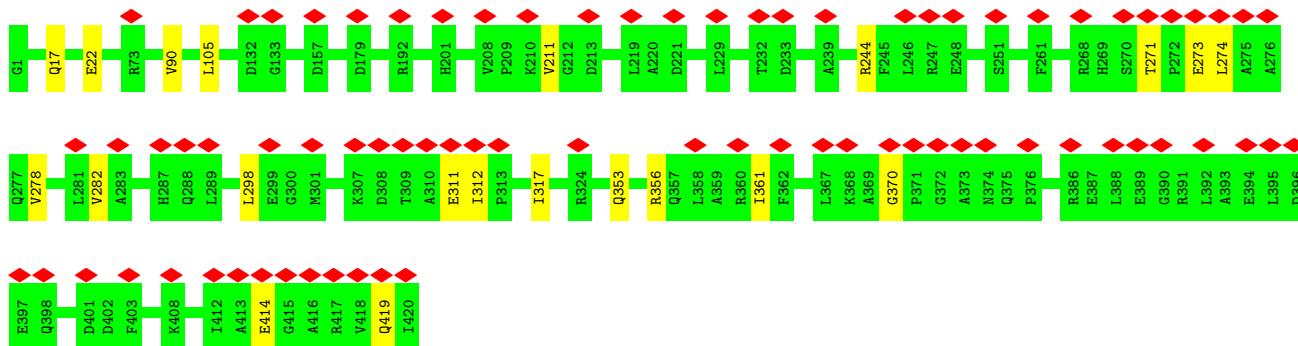 G1 Q17 E22 R73 V90 L105 D132 G133 D157 D179 R192 H201 V208 P209 K210 V211 G212 D213 L219 A220 D221 L229 T232 D233 A239 R244 F245 L246 R247 E248 S251 F261 R268 H269 S270 T271 P272 E273 L274 A275 A276
Q277 V278 L281 V282 A283 H287 Q288 L289 L298 E299 G300 M301 K307 D308 T309 A310 E311 I312 P313 I317 R324 Q353 R356 Q357 L358 A359 R360 I361 F362 L367 K368 A369 G370 P371 G372 A373 N374 Q375 P376 R386 E387 L388 E389 G390 R391 L392 A393 E394 L395 D396
E397 Q398 D401 D402 F403 K408 I412 A413 E414 G415 A416 R417 V418 Q419 I420